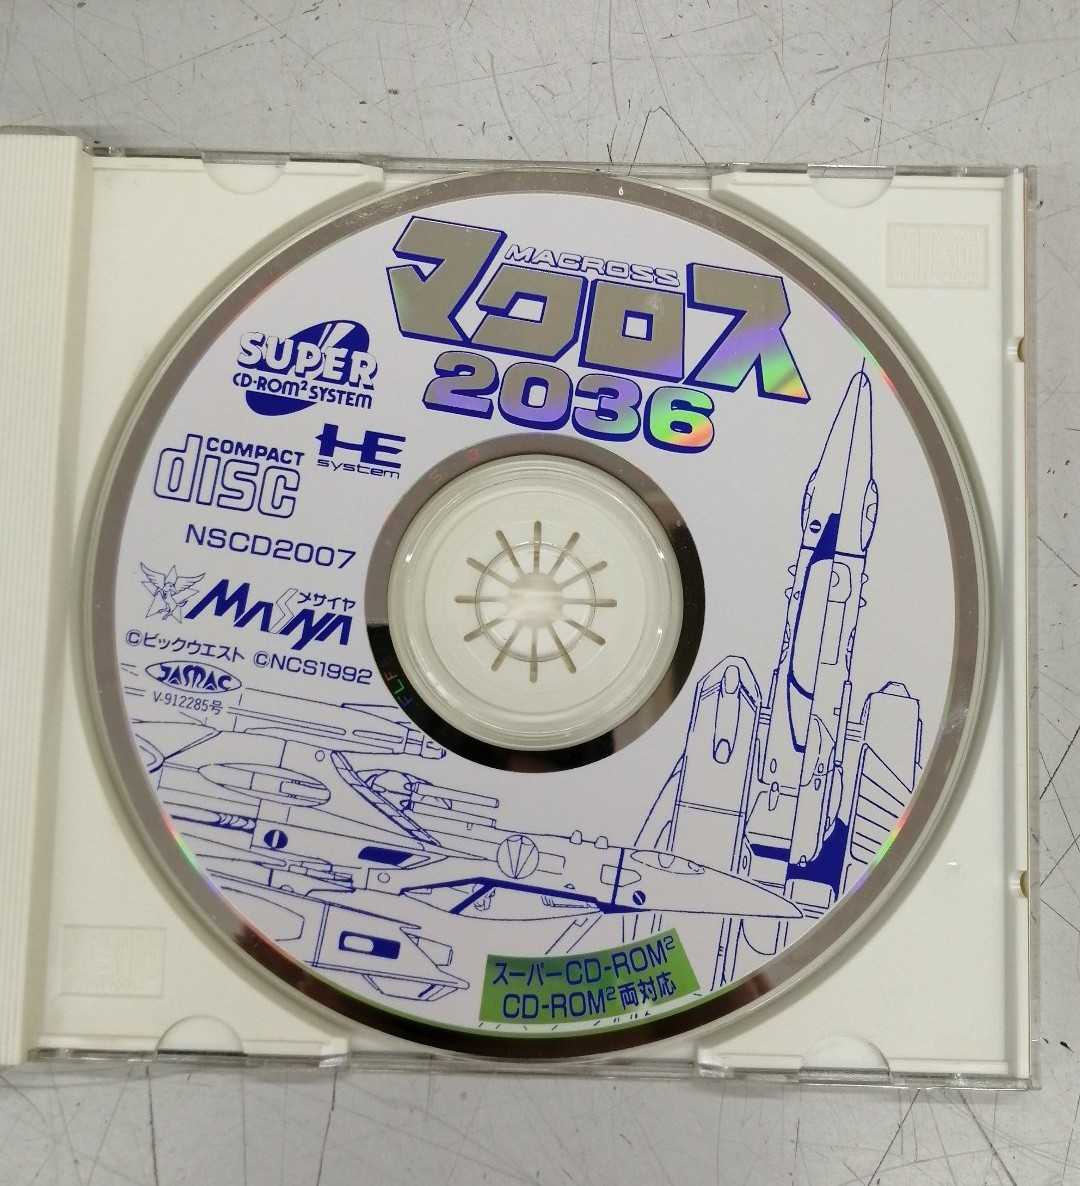 MACROSS
マクロス
2036
SUPER
CD-ROM² SYSTEM
HE
system
COMPACT
disc
NSCD2007
メサイヤ
MASAYA
©ビックウエスト ©NCS1992
JASRAC
V-912285号
スーパーCD-ROM²
CD-ROM²両対応